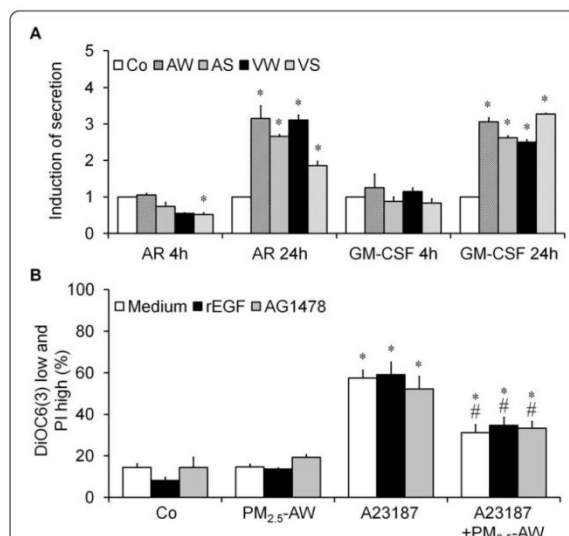 A
Induction of secretion
5
4
3
2
1
0
Co AW AS VW VS
* * * * * * * * *
AR 4h AR 24h GM-CSF 4h GM-CSF 24h
B
DiOC6(3) low and
PI high (%)
100
80
60
40
20
0
Medium rEGF AG1478
* * * * * *
# # #
Co PM2.5-AW A23187 A23187
+PM2.5-AW